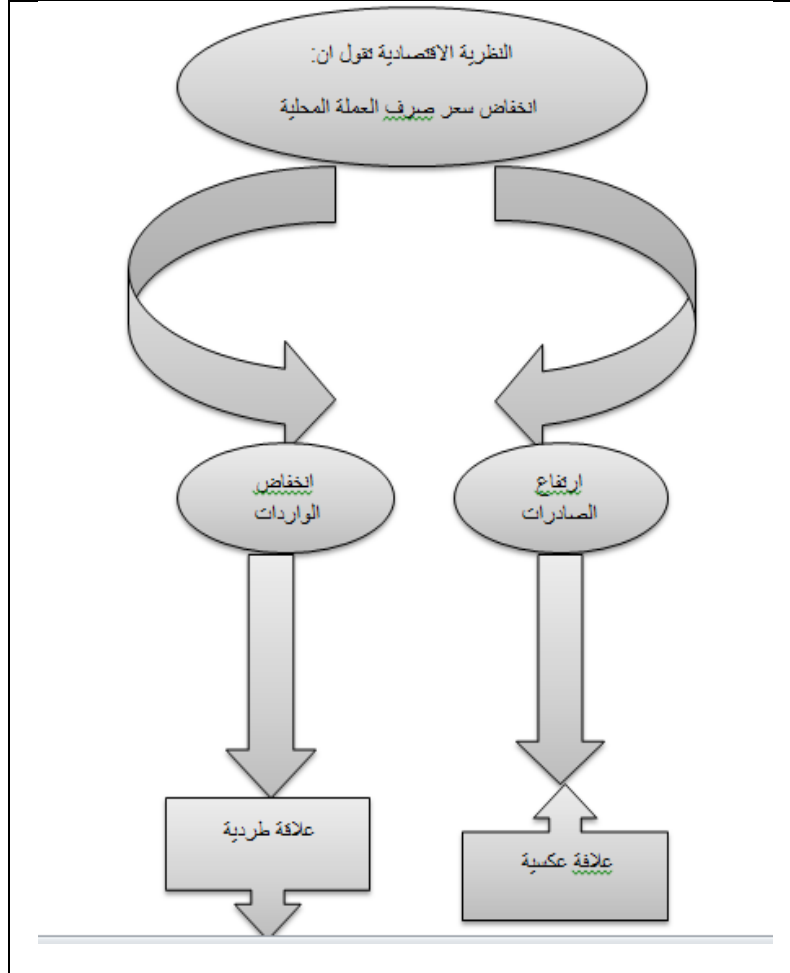 النظرية الاقتصادية تقول ان:
انخفاض سعر صرف العملة المحلية
ارتفاع
الصادرات
انخفاض
الواردات
علاقة عكسية
علاقة طردية